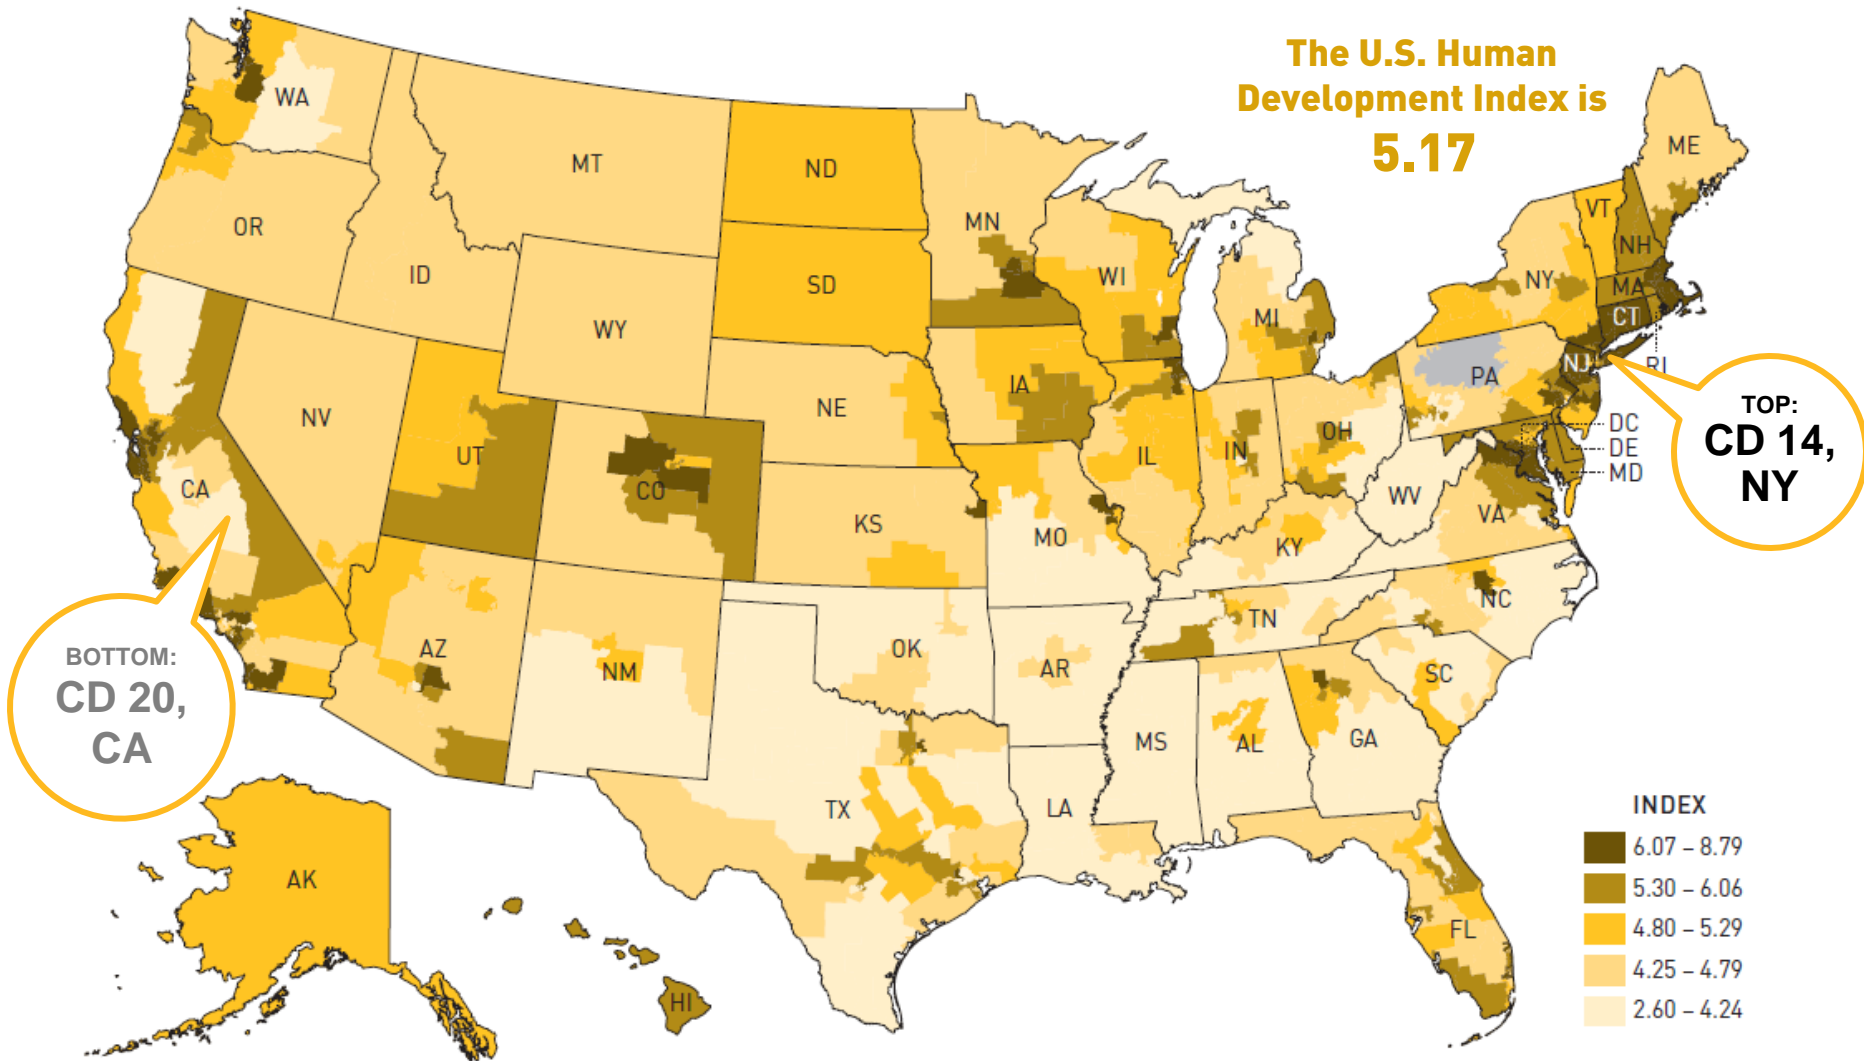 The U.S. Human
Development Index is
5.17
WA
MT
ND
MN
ME
VT
NH
OR
ID
SD
WI
NY
MA
MI
CT
WY
IA
NE
PA
NJ
RI
NV
UT
CO
IL
IN
OH
DC
DE
MD
TOP:
CD 14,
NY
CA
KS
MO
KY
WV
VA
AZ
NM
OK
AR
TN
NC
SC
BOTTOM:
CD 20,
CA
MS
AL
GA
TX
LA
AK
HI
FL
INDEX
6.07 – 8.79
5.30 – 6.06
4.80 – 5.29
4.25 – 4.79
2.60 – 4.24